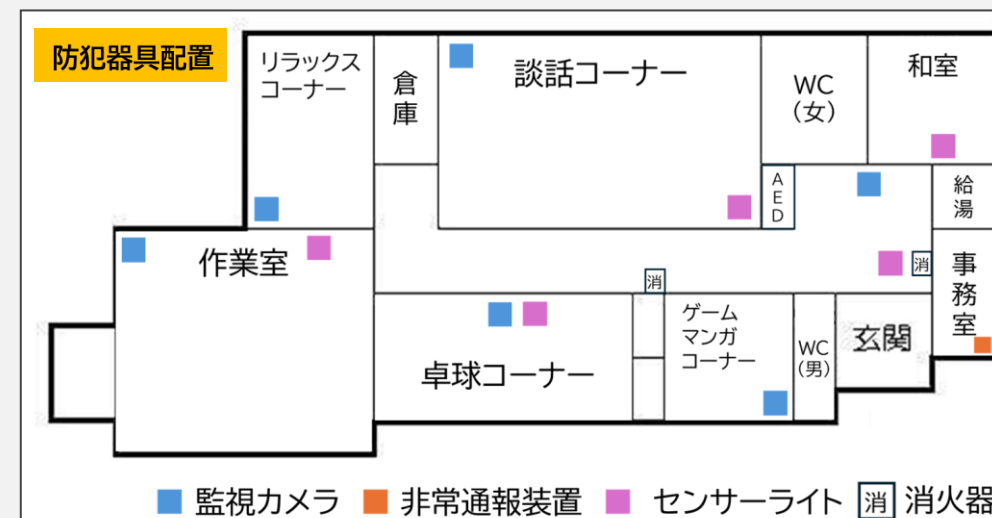 防犯器具配置
リラックス
コーナー
倉庫
談話コーナー
WC
(女)
和室
AED
給湯
作業室
消
消
事務室
ゲーム
マンガ
コーナー
卓球コーナー
WC
(男)
玄関
監視カメラ
非常通報装置
センサーライト
消 消火器